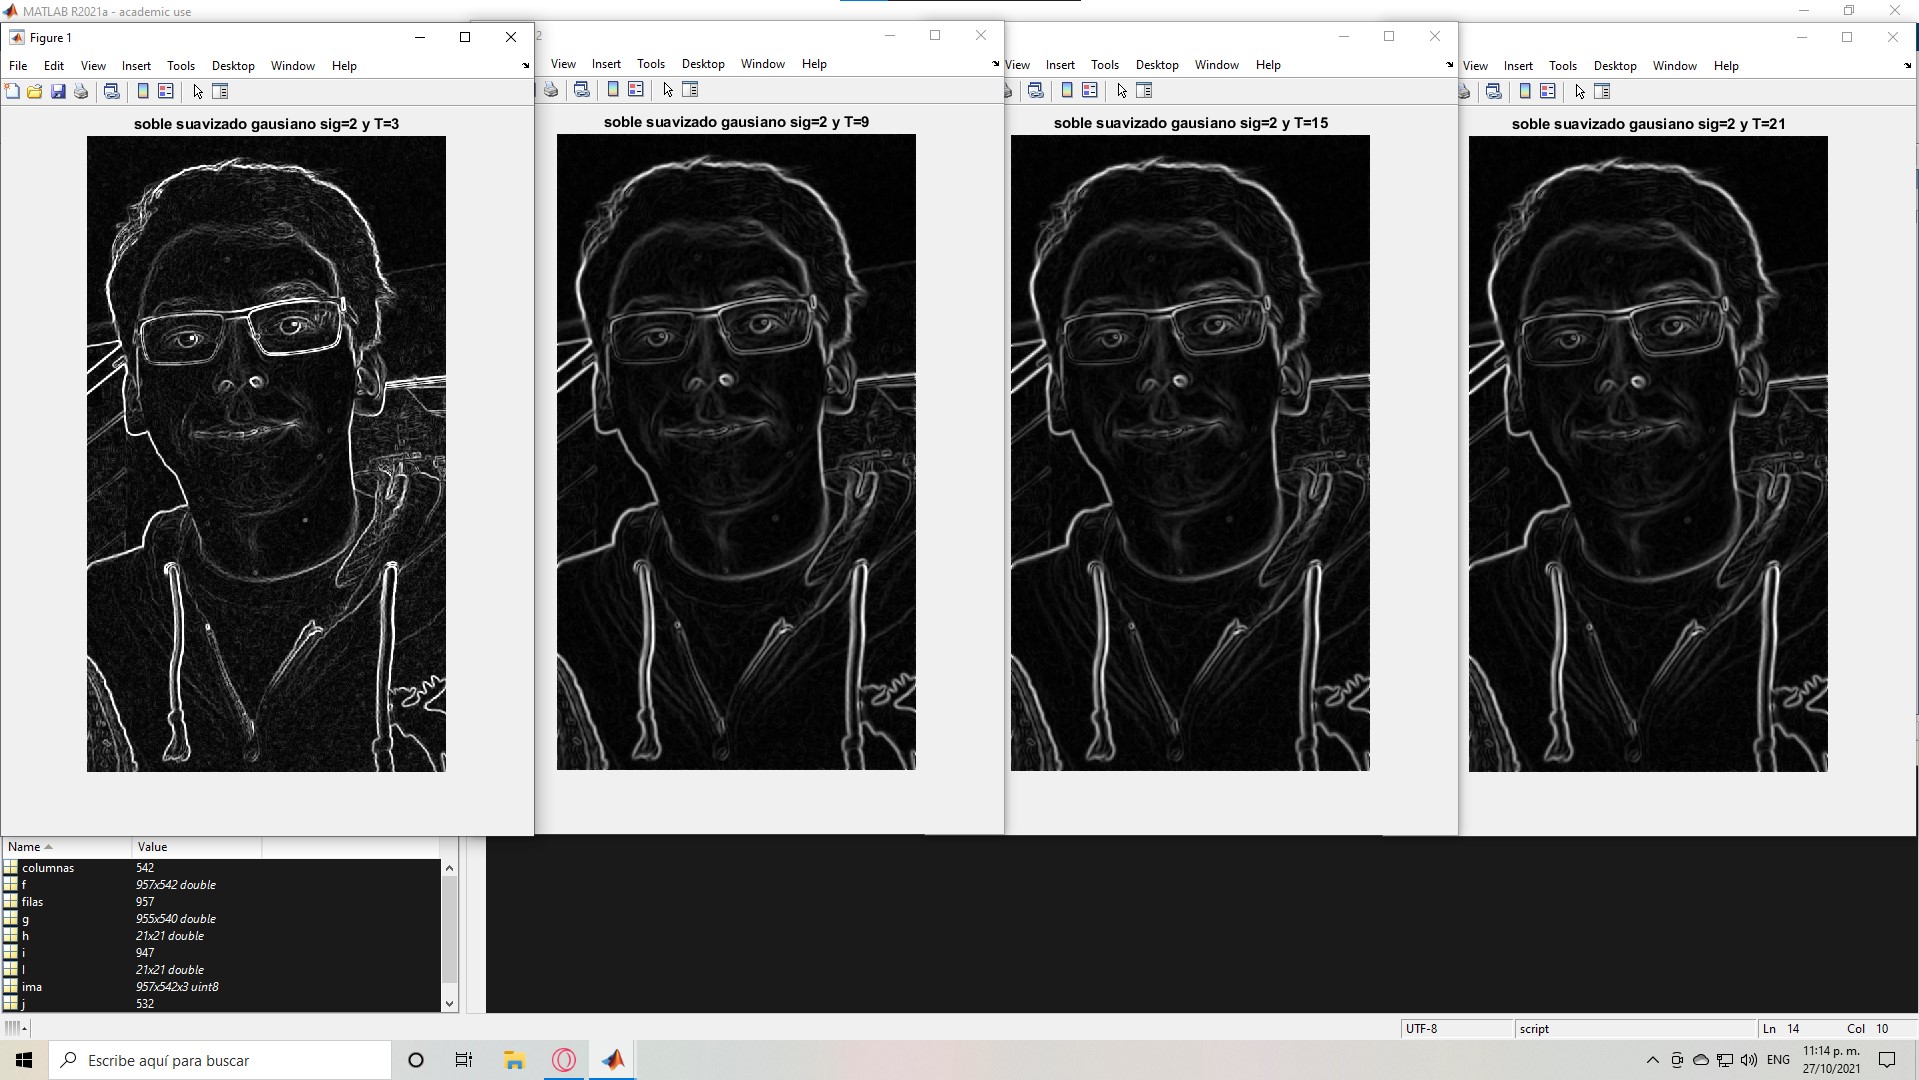 MATLAB R2021a - academic use
Figure 1
File Edit View Insert Tools Desktop Window Help
2
View Insert Tools Desktop Window Help
View Insert Tools Desktop Window Help
View Insert Tools Desktop Window Help
soble suavizado gausiano sig=2 y T=3
soble suavizado gausiano sig=2 y T=9
soble suavizado gausiano sig=2 y T=15
soble suavizado gausiano sig=2 y T=21
Name Value
columnas 542
f 957x542 double
filas 957
g 955x540 double
h 21x21 double
i 947
l 21x21 double
ima 957x542x3 uint8
j 532
UTF-8 script Ln 14 Col 10
Escribe aquí para buscar
ENG
11:14 p. m.
27/10/2021